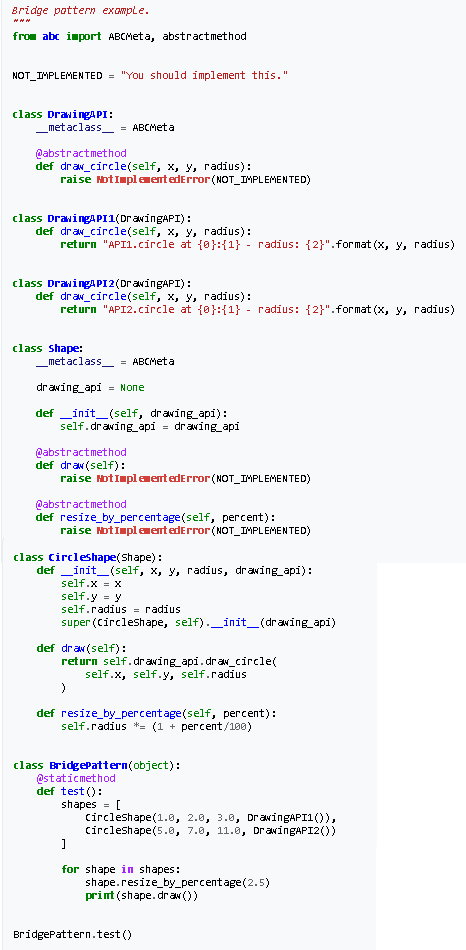 Bridge pattern example.
"""
from abc import ABCMeta, abstractmethod


NOT_IMPLEMENTED = "You should implement this."


class DrawingAPI:
    __metaclass__ = ABCMeta

    @abstractmethod
    def draw_circle(self, x, y, radius):
        raise NotImplementedError(NOT_IMPLEMENTED)


class DrawingAPI1(DrawingAPI):
    def draw_circle(self, x, y, radius):
        return "API1.circle at {0}:{1} - radius: {2}".format(x, y, radius)


class DrawingAPI2(DrawingAPI):
    def draw_circle(self, x, y, radius):
        return "API2.circle at {0}:{1} - radius: {2}".format(x, y, radius)


class Shape:
    __metaclass__ = ABCMeta

    drawing_api = None

    def __init__(self, drawing_api):
        self.drawing_api = drawing_api

    @abstractmethod
    def draw(self):
        raise NotImplementedError(NOT_IMPLEMENTED)

    @abstractmethod
    def resize_by_percentage(self, percent):
        raise NotImplementedError(NOT_IMPLEMENTED)

class CircleShape(Shape):
    def __init__(self, x, y, radius, drawing_api):
        self.x = x
        self.y = y
        self.radius = radius
        super(CircleShape, self).__init__(drawing_api)

    def draw(self):
        return self.drawing_api.draw_circle(
            self.x, self.y, self.radius
        )

    def resize_by_percentage(self, percent):
        self.radius *= (1 + percent/100)


class BridgePattern(object):
    @staticmethod
    def test():
        shapes = [
            CircleShape(1.0, 2.0, 3.0, DrawingAPI1()),
            CircleShape(5.0, 7.0, 11.0, DrawingAPI2())
        ]

        for shape in shapes:
            shape.resize_by_percentage(2.5)
            print(shape.draw())


BridgePattern.test()